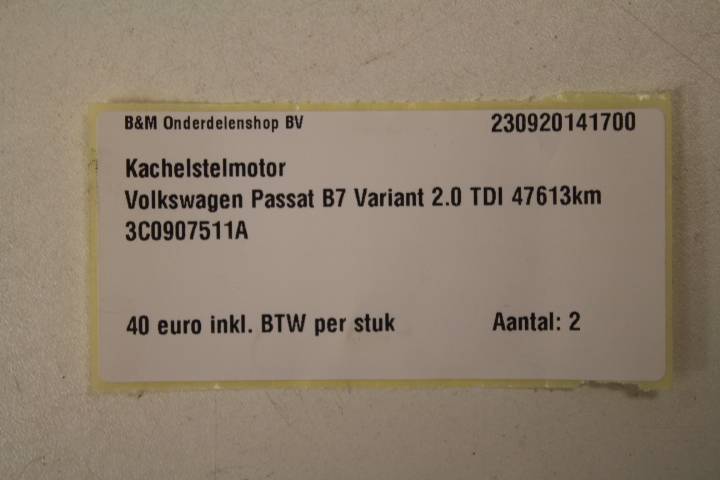 B&M Onderdelenshop BV 230920141700
Kachelstelmotor
Volkswagen Passat B7 Variant 2.0 TDI 47613km
3C0907511A
40 euro inkl. BTW per stuk Aantal: 2